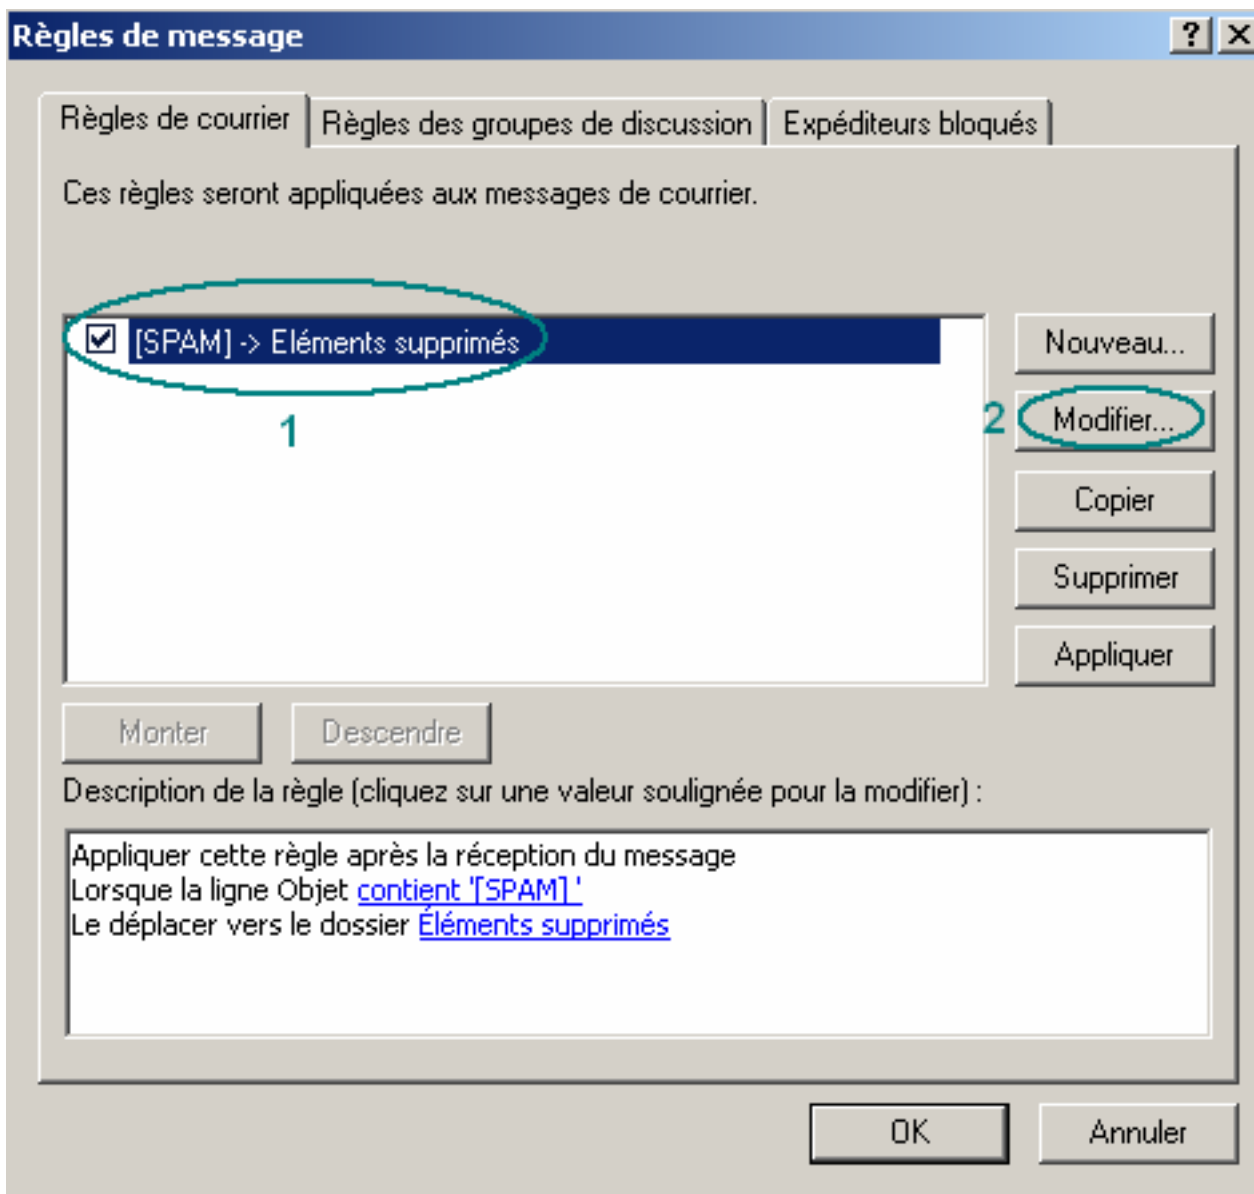 Règles de message
Règles de courrier Règles des groupes de discussion Expéditeurs bloqués
Ces règles seront appliquées aux messages de courrier.
[SPAM] -> Eléments supprimés
1
Nouveau...
2 Modifier...
Copier
Supprimer
Appliquer
Monter Descendre
Description de la règle (cliquez sur une valeur soulignée pour la modifier) :
Appliquer cette règle après la réception du message
Lorsque la ligne Objet contient '[SPAM] '
Le déplacer vers le dossier Éléments supprimés
OK Annuler